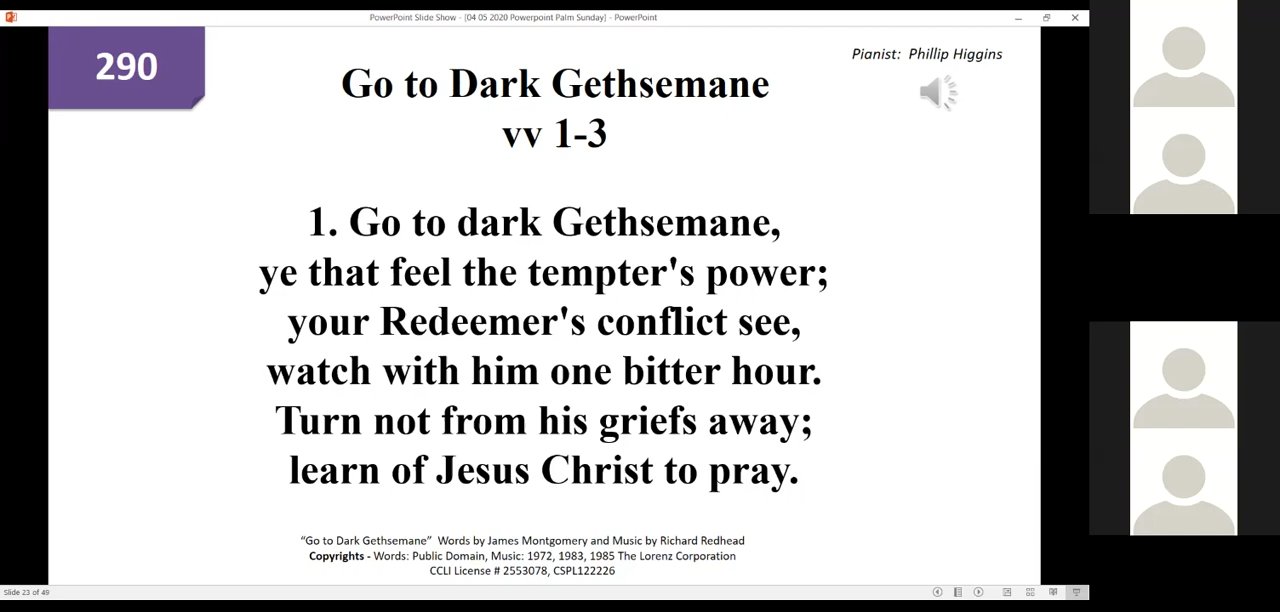 PowerPoint Slide Show - [04 05 2020 Powerpoint Palm Sunday] - PowerPoint
290
Pianist: Phillip Higgins
Go to Dark Gethsemane
vv 1-3
1. Go to dark Gethsemane,
ye that feel the tempter's power;
your Redeemer's conflict see,
watch with him one bitter hour.
Turn not from his griefs away;
learn of Jesus Christ to pray.
“Go to Dark Gethsemane” Words by James Montgomery and Music by Richard Redhead
Copyrights - Words: Public Domain, Music: 1972, 1983, 1985 The Lorenz Corporation
CCLI License # 2553078, CSPL122226
Slide 23 of 49